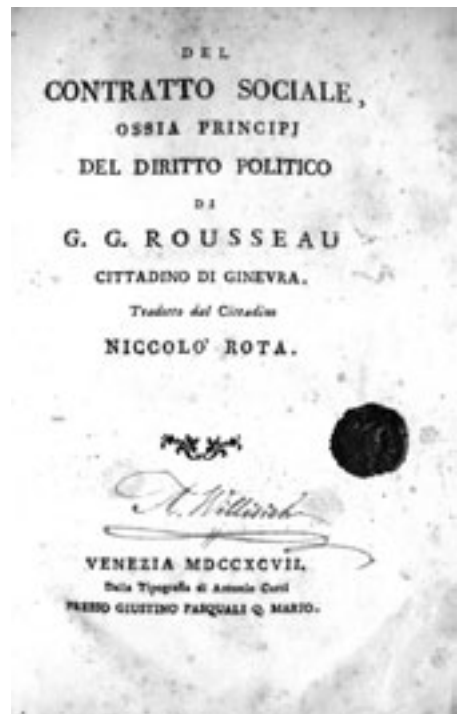 DEL
CONTRATTO SOCIALE,
OSSIA PRINCIPJ
DEL DIRITTO POLITICO
DI
G. G. ROUSSEAU
CITTADINO DI GINEVRA.
Tradotto dal Cittadino
NICCOLO' ROTA.
A.
VENEZIA MDCCXCVII.
Dalla Tipografia di Antonio Curti
PRESSO GIUSTINO PASQUALI Q. MARIO.